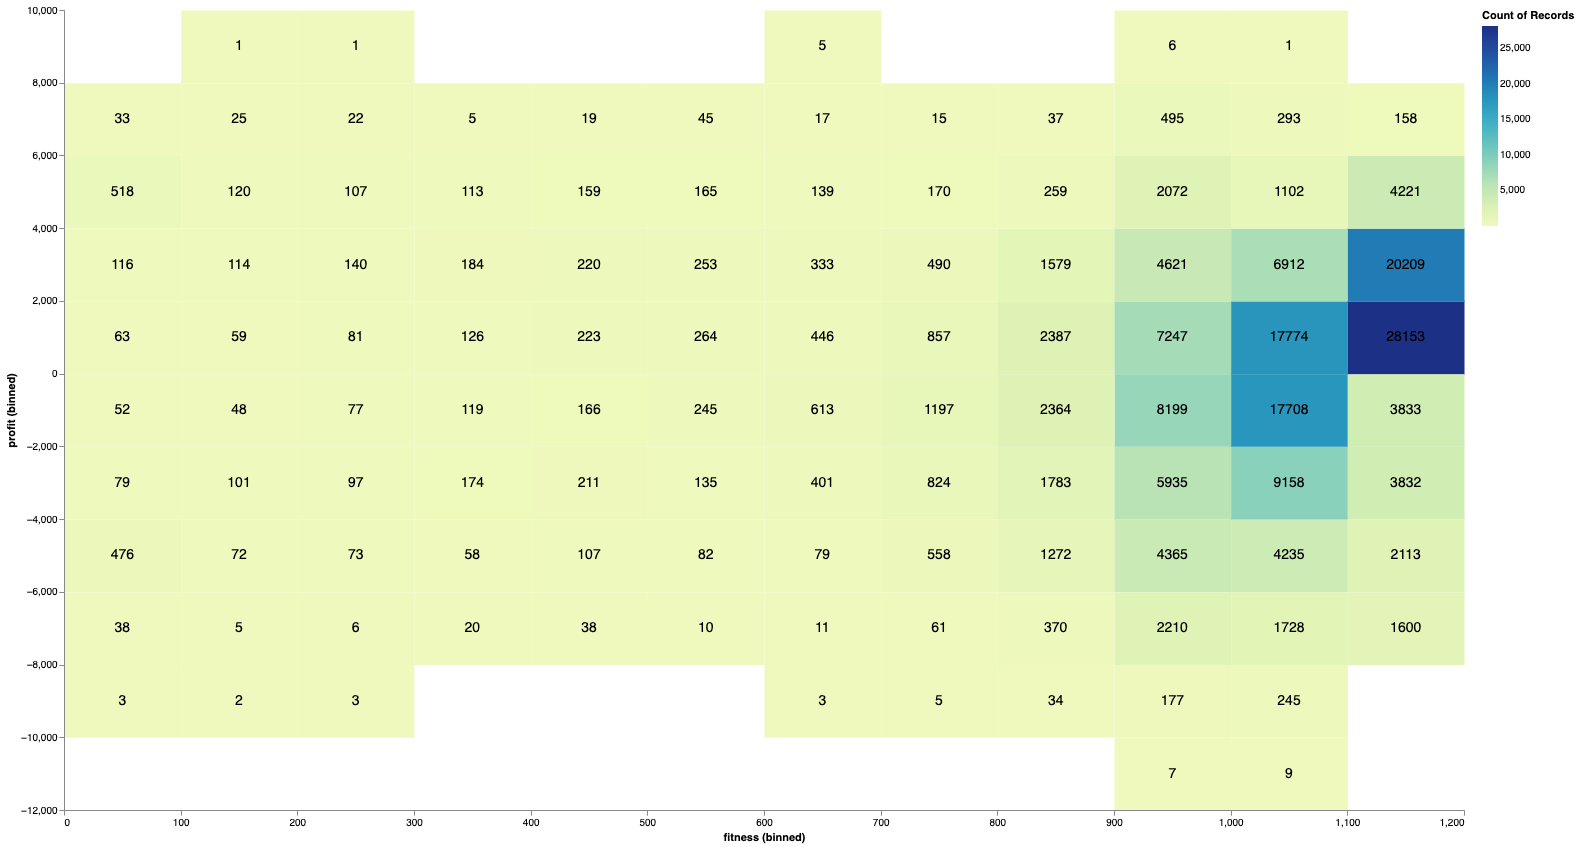 Count of Records
25,000
20,000
15,000
10,000
5,000
profit (binned)
10,000
1 1 5 6 1
8,000
33 25 22 5 19 45 17 15 37 495 293 158
6,000
518 120 107 113 159 165 139 170 259 2072 1102 4221
4,000
116 114 140 184 220 253 333 490 1579 4621 6912 20209
2,000
63 59 81 126 223 264 446 857 2387 7247 17774 28153
0
52 48 77 119 166 245 613 1197 2364 8199 17708 3833
−2,000
79 101 97 174 211 135 401 824 1783 5935 9158 3832
−4,000
476 72 73 58 107 82 79 558 1272 4365 4235 2113
−6,000
38 5 6 20 38 10 11 61 370 2210 1728 1600
−8,000
3 2 3 3 5 34 177 245
−10,000
7 9
−12,000
0 100 200 300 400 500 600 700 800 900 1,000 1,100 1,200
fitness (binned)